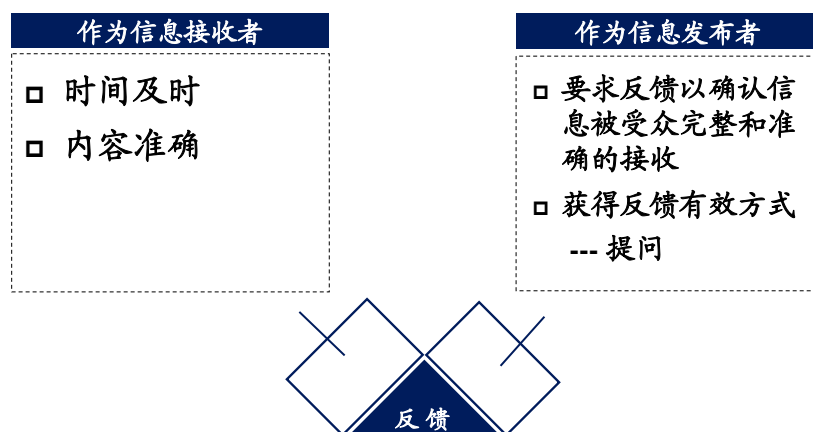 作为信息接收者
□ 时间及时
□ 内容准确
作为信息发布者
□ 要求反馈以确认信
息被受众完整和准
确的接收
□ 获得反馈有效方式
--- 提问
反馈